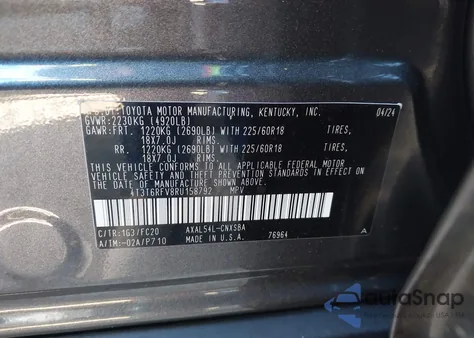 TOYOTA MOTOR MANUFACTURING, KENTUCKY, INC. 04/24
GVWR:2230KG (4920LB)
GAWR:FRT. 1220KG (2690LB) WITH 225/60R18 TIRES,
18X7.0J RIMS.
RR. 1220KG (2690LB) WITH 225/60R18 TIRES,
18X7.0J RIMS.
THIS VEHICLE CONFORMS TO ALL APPLICABLE FEDERAL MOTOR
VEHICLE SAFETY AND THEFT PREVENTION STANDARDS IN EFFECT
ON THE DATE OF MANUFACTURE SHOWN ABOVE.
4T3T6RFV8RU158792 MPV
C/TR:1G3/FC20 AXAL54L-CNXSBA
A/TM:-02A/P710 MADE IN U.S.A. 76964 A
AutoSnap